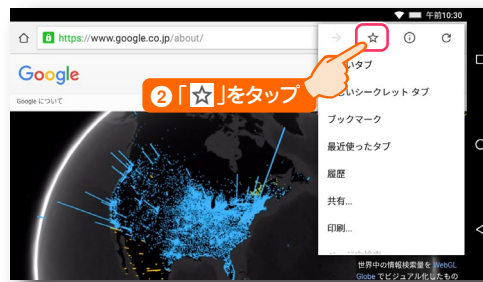 午前10:30
https://www.google.co.jp/about/
Google
Google について
❷「☆」をタップ
いタブ
しいシークレット タブ
ブックマーク
最近使ったタブ
履歴
共有...
印刷...
世界中の情報検索量を WebGL
Globe でビジュアル化したもの